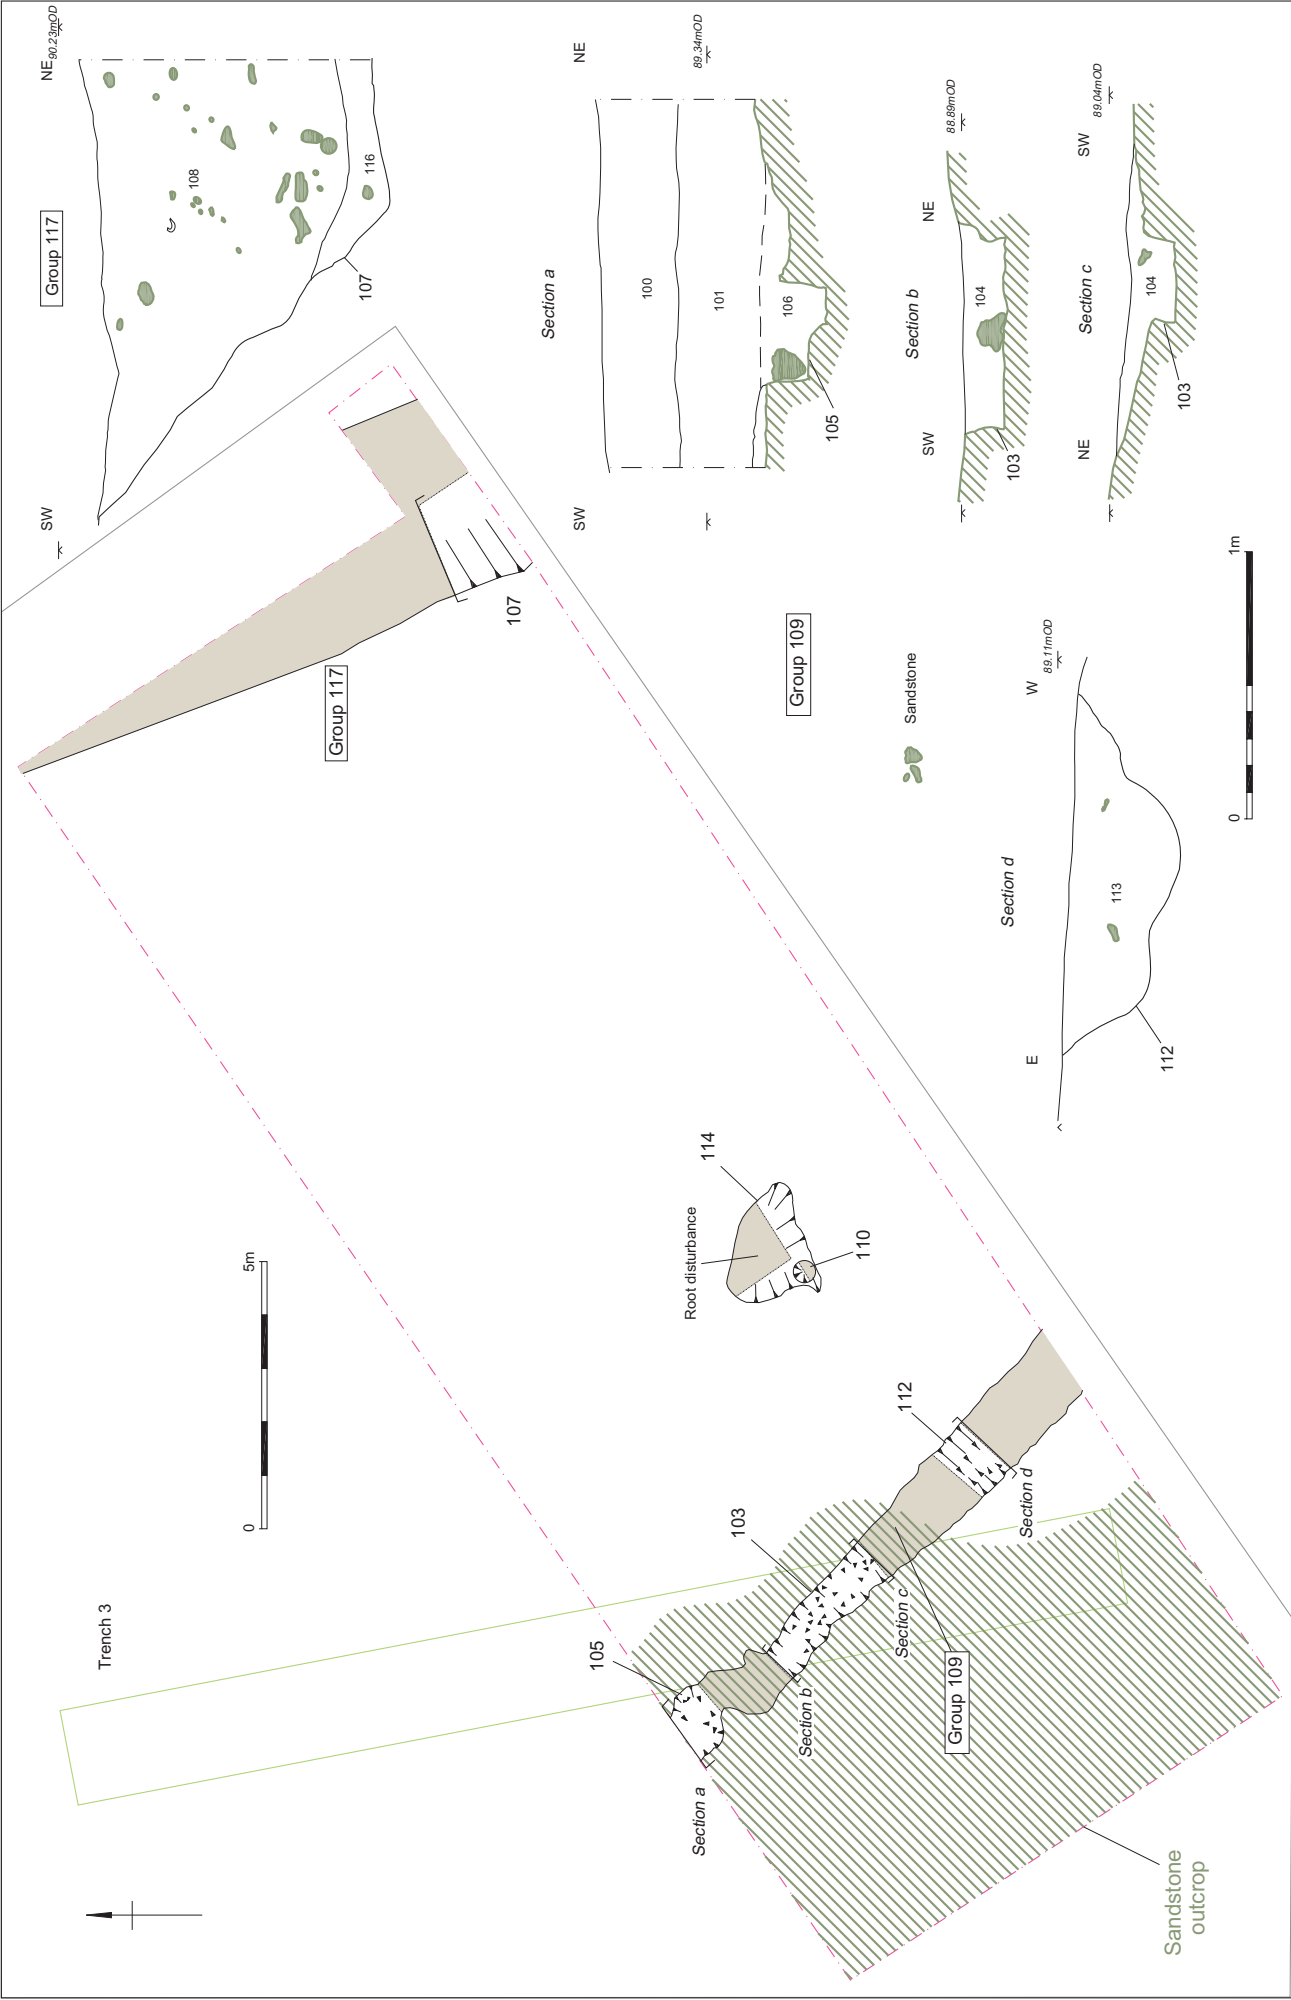 Trench 3
0
5m
105
103
112
Section a
Section b
Section c
Section d
Group 109
Sandstone
outcrop
Root disturbance
114
110
Group 117
107
Group 117
SW
NE
90.23mOD
108
116
107
Section a
SW
NE
89.34mOD
100
101
106
105
Group 109
Section b
SW
NE
88.89mOD
104
103
Section c
NE
SW
89.04mOD
104
103
Sandstone
Section d
E
W
89.11mOD
113
112
0
1m